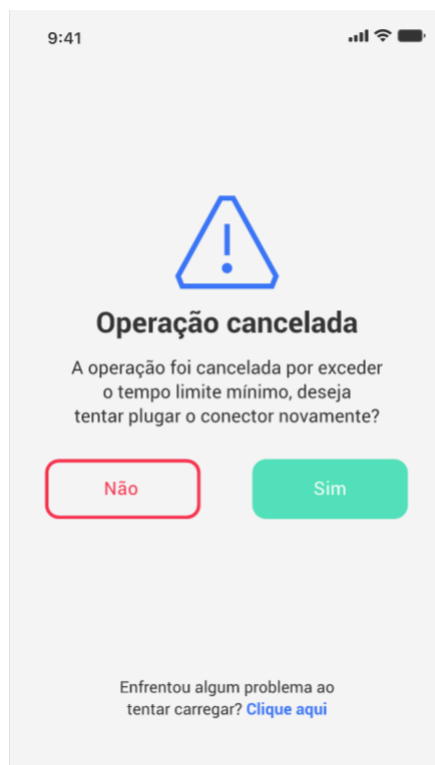 9:41
Operação cancelada
A operação foi cancelada por exceder
o tempo limite mínimo, deseja
tentar plugar o conector novamente?
Não
Sim
Enfrentou algum problema ao
tentar carregar? Clique aqui